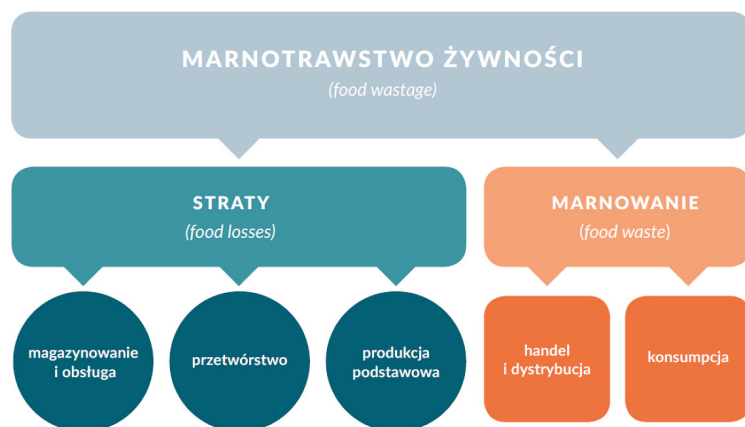 MARNOTRAWSTWO ŻYWNOŚCI
(food wastage)
STRATY
(food losses)
MARNOWANIE
(food waste)
magazynowanie
i obsługa
przetwórstwo
produkcja
podstawowa
handel
i dystrybucja
konsumpcja